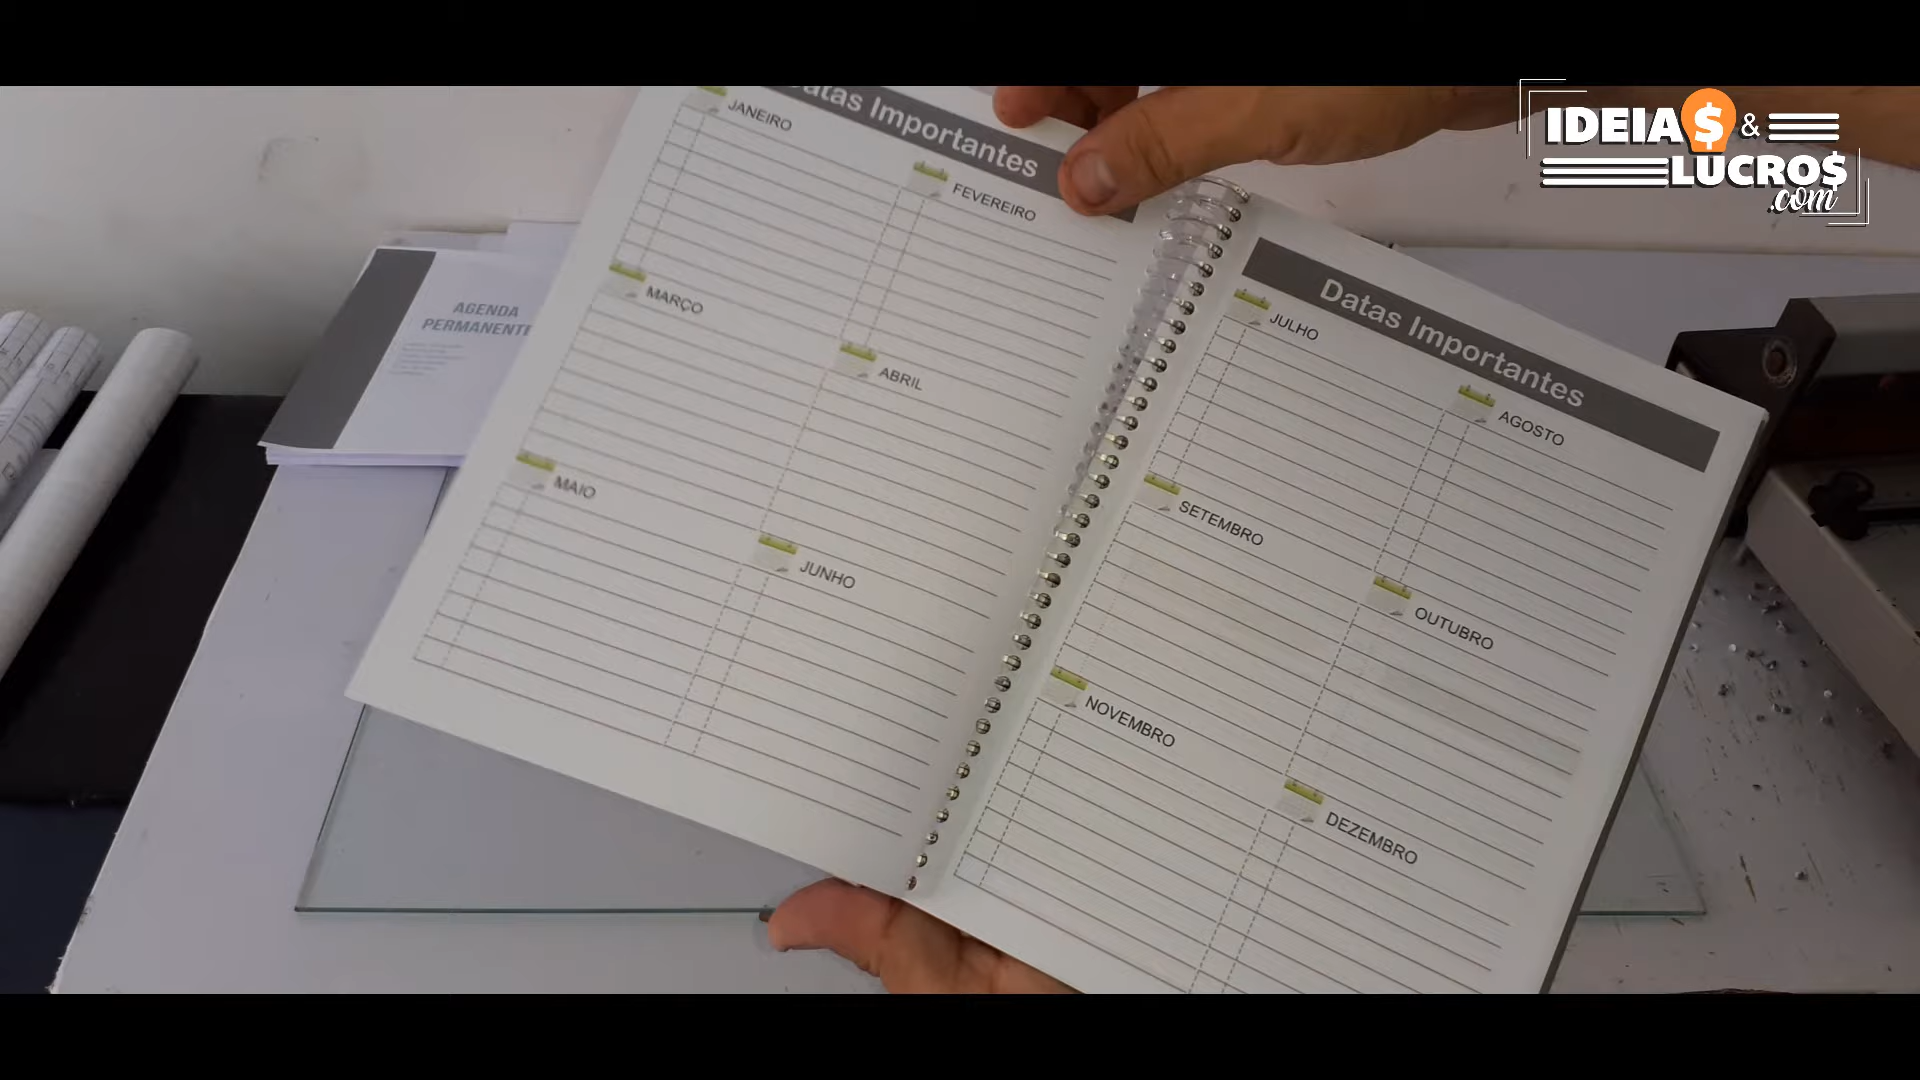 IDEIA$ &
LUCRO$
.com
AGENDA
PERMANENTE
Datas Importantes
JANEIRO
FEVEREIRO
MARÇO
ABRIL
MAIO
JUNHO
Datas Importantes
JULHO
AGOSTO
SETEMBRO
OUTUBRO
NOVEMBRO
DEZEMBRO